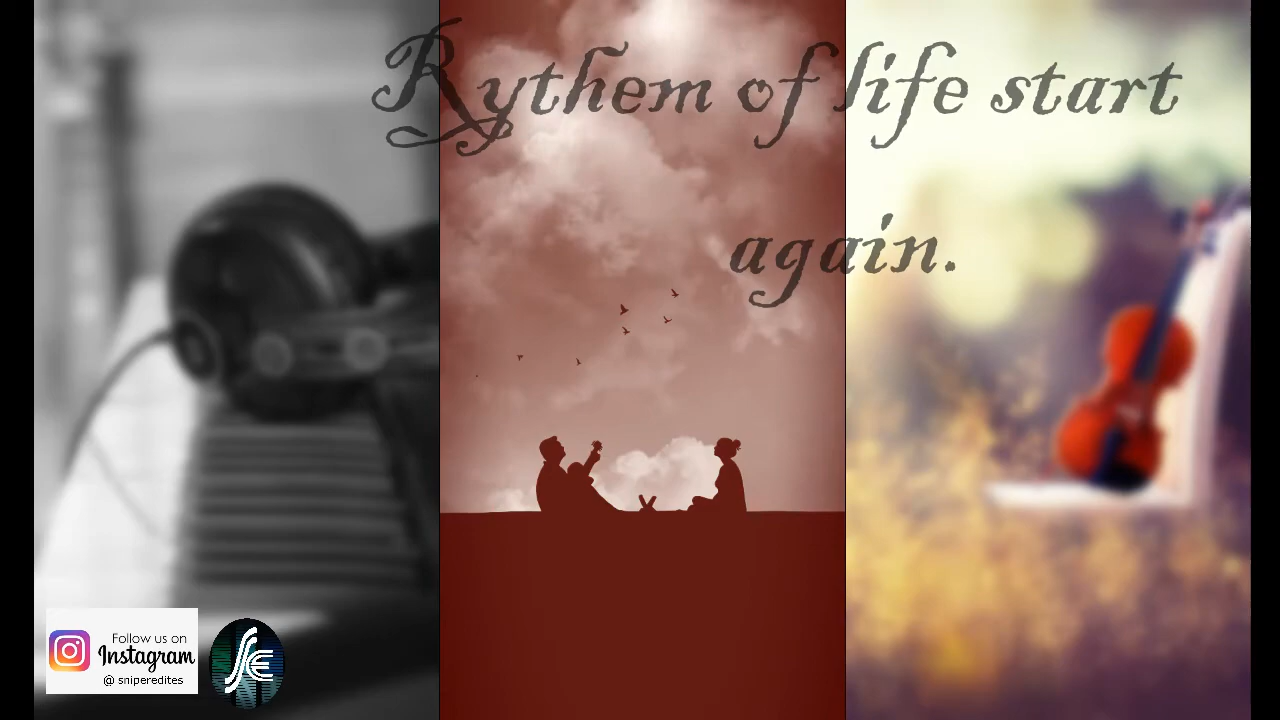 Rythem of life start
again.
Follow us on
Instagram
@ sniperedites